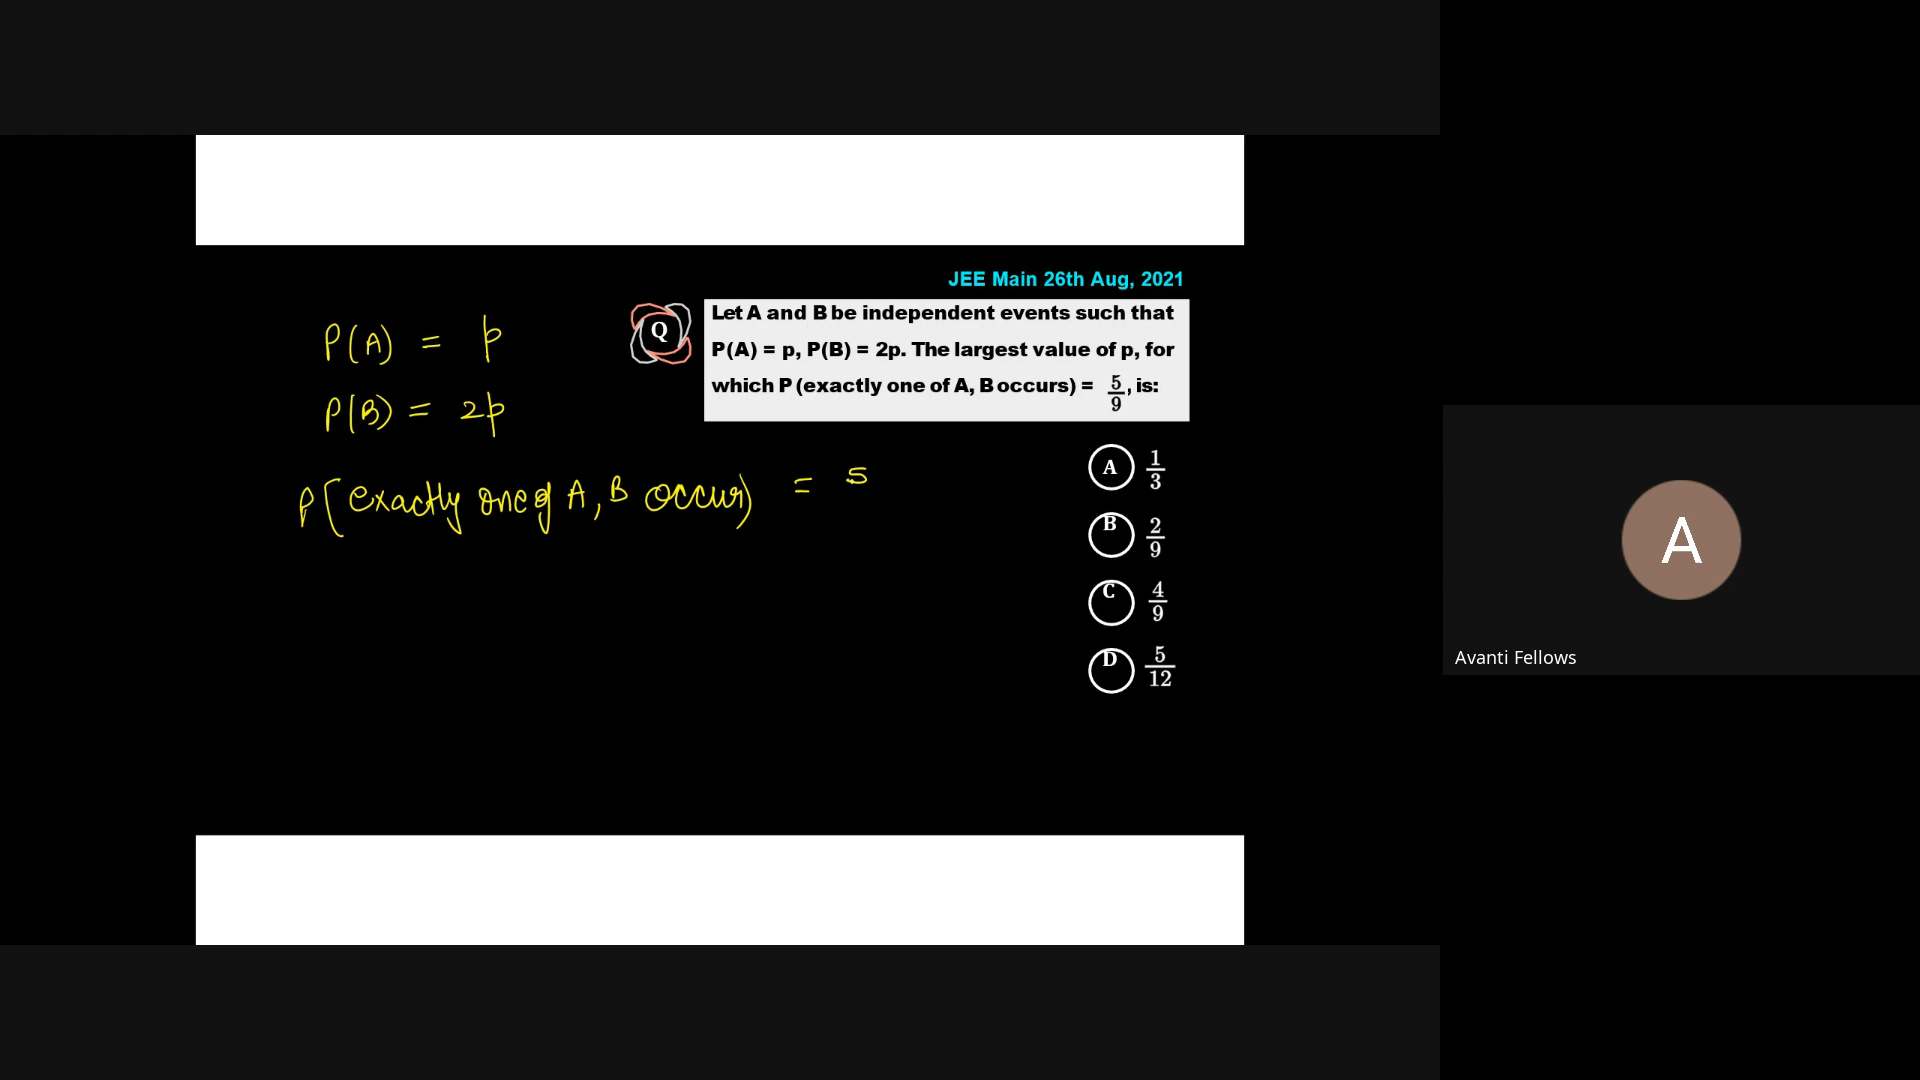 JEE Main 26th Aug, 2021
Q
Let A and B be independent events such that
P(A) = p, P(B) = 2p. The largest value of p, for
which P (exactly one of A, B occurs) = 5/9, is:
P(A) = p
P(B) = 2p
P(exactly one of A, B occur) = 5
A 1/3
B 2/9
C 4/9
D 5/12
A
Avanti Fellows